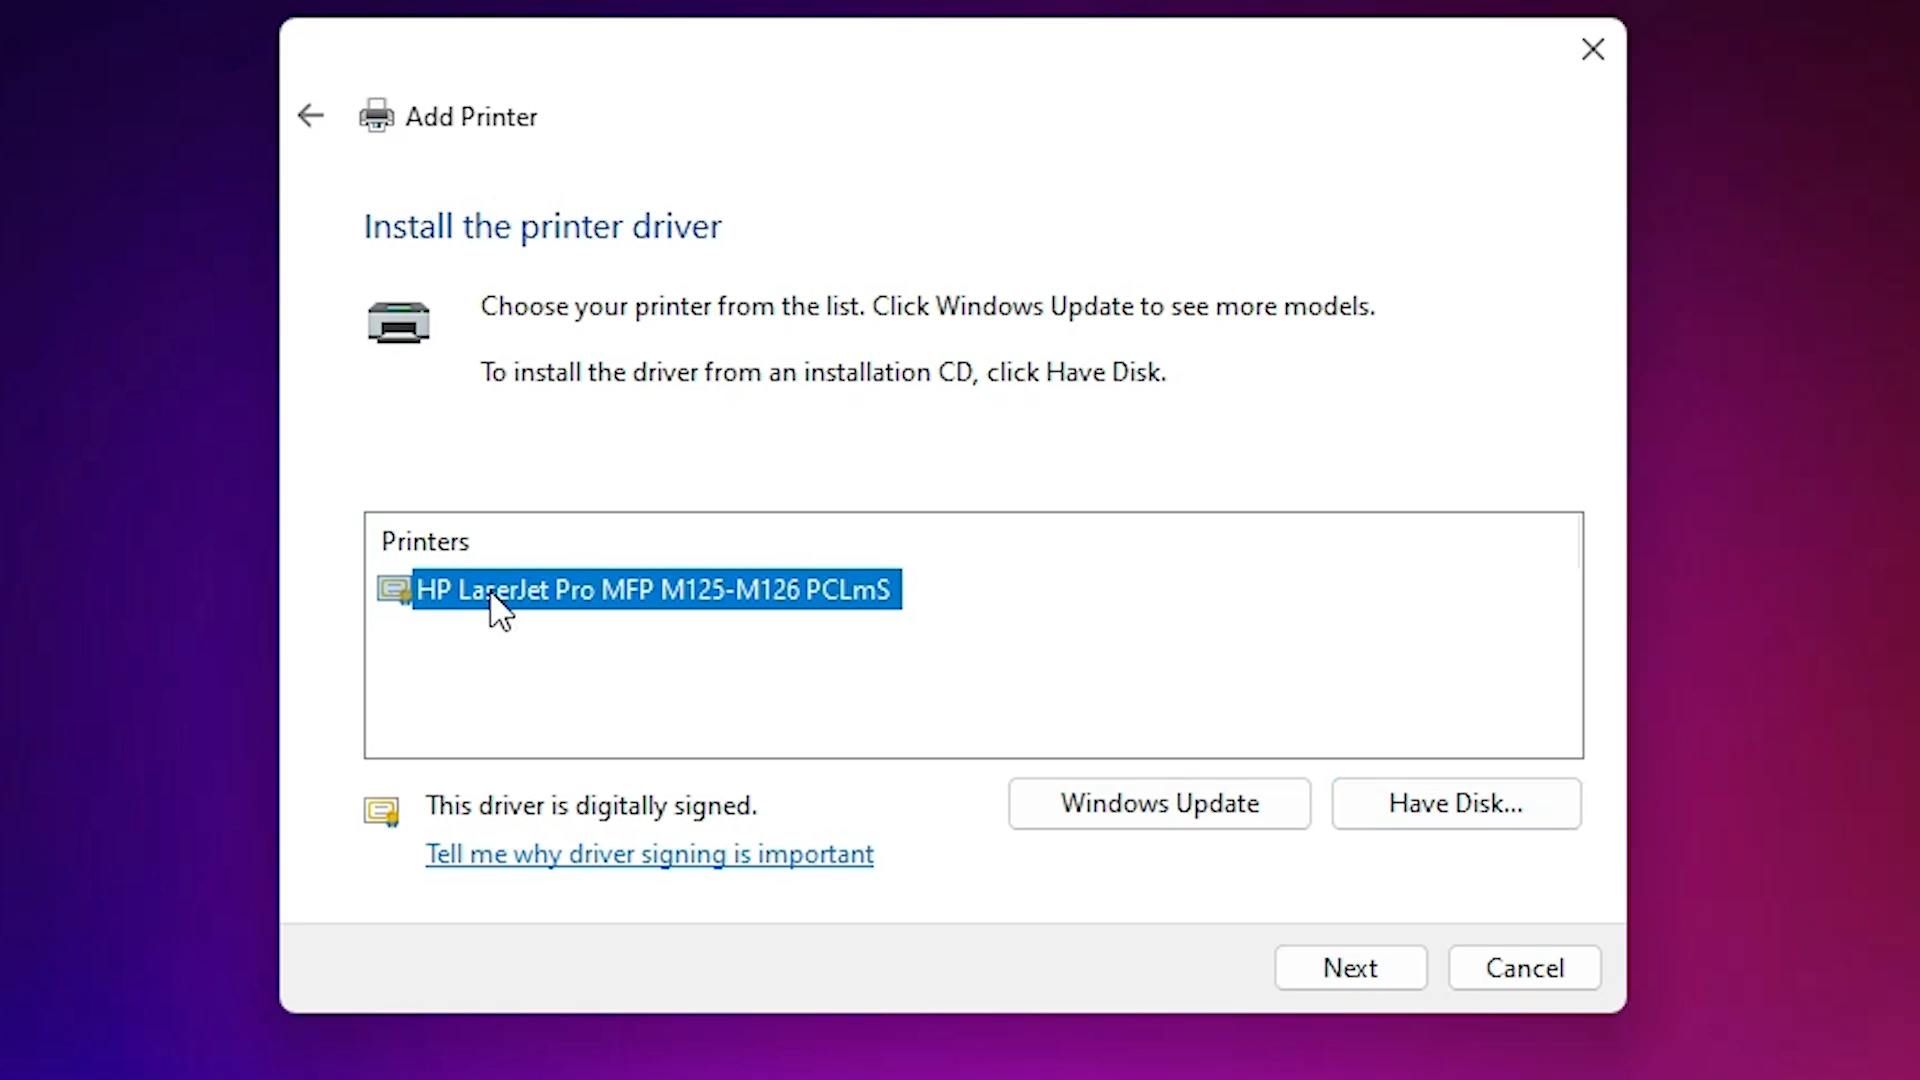 Add Printer
Install the printer driver
Choose your printer from the list. Click Windows Update to see more models.
To install the driver from an installation CD, click Have Disk.
Printers
HP LaserJet Pro MFP M125-M126 PCLmS
This driver is digitally signed.
Windows Update
Have Disk...
Tell me why driver signing is important
Next
Cancel